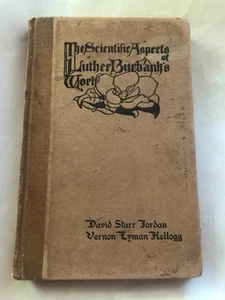 The Scientific Aspects
of
Luther Burbank's
Work
David Starr Jordan
Vernon Lyman Kellogg